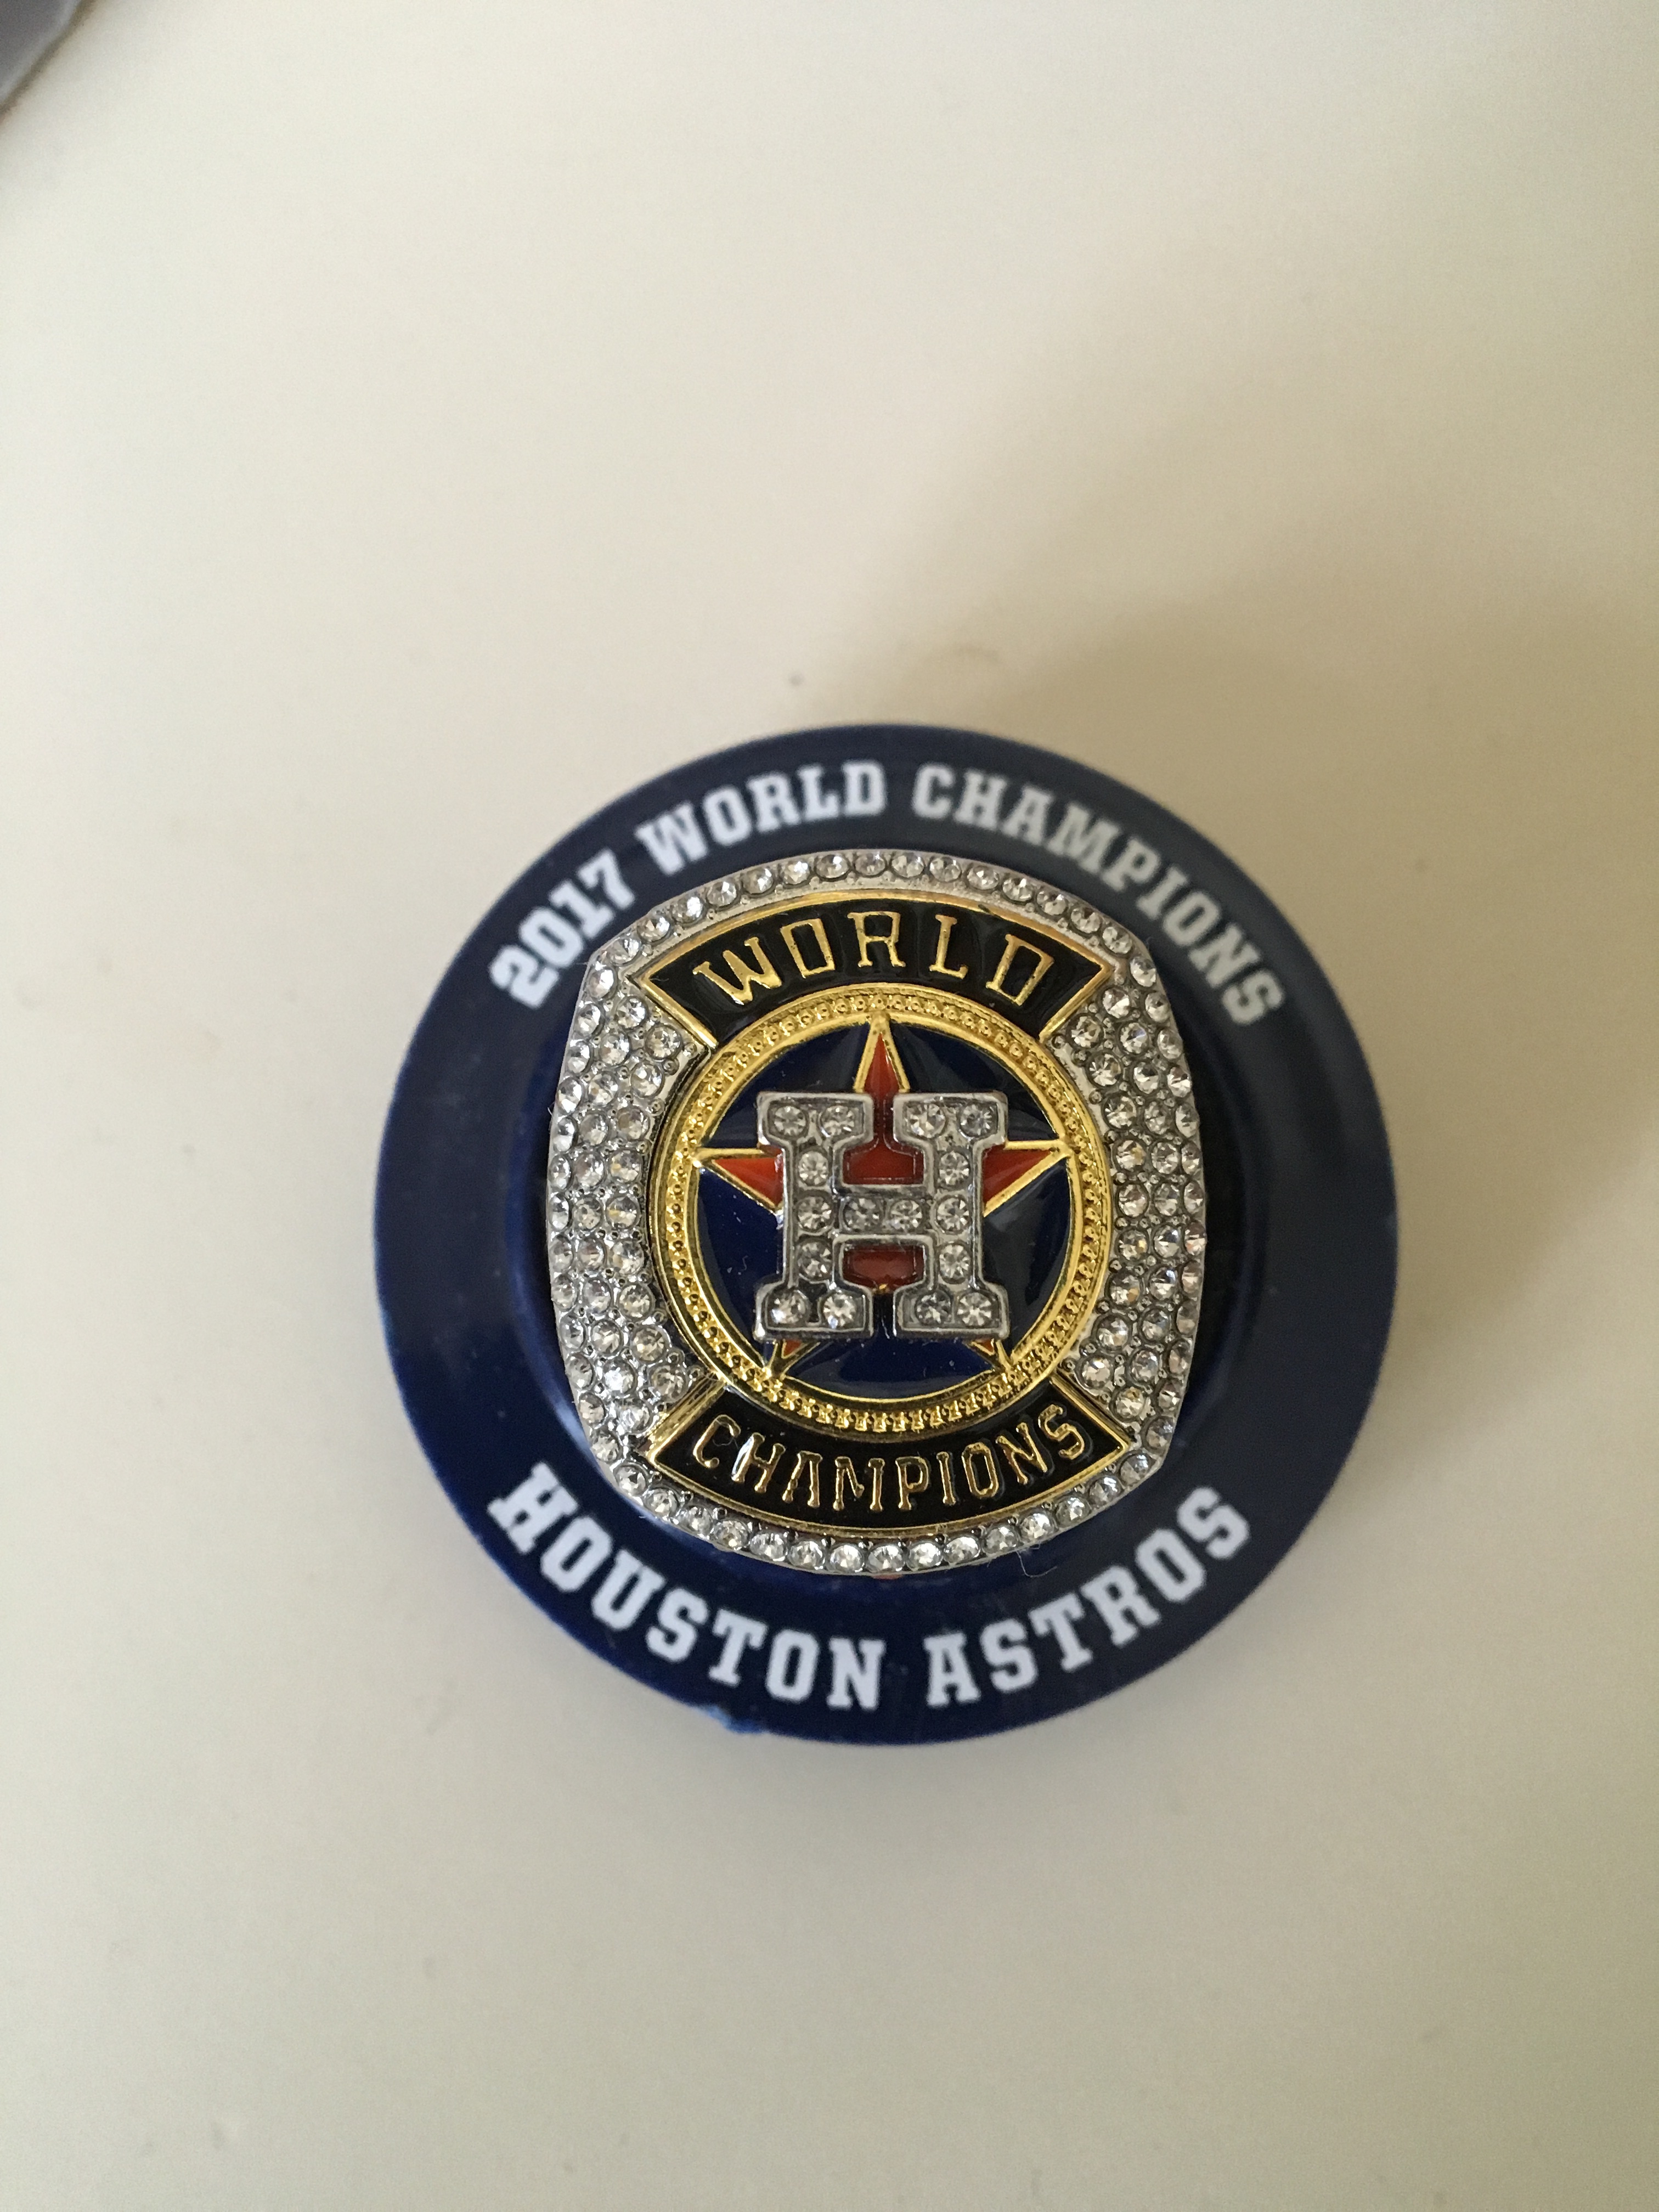 2017 WORLD CHAMPIONS
WORLD
H
CHAMPIONS
HOUSTON ASTROS